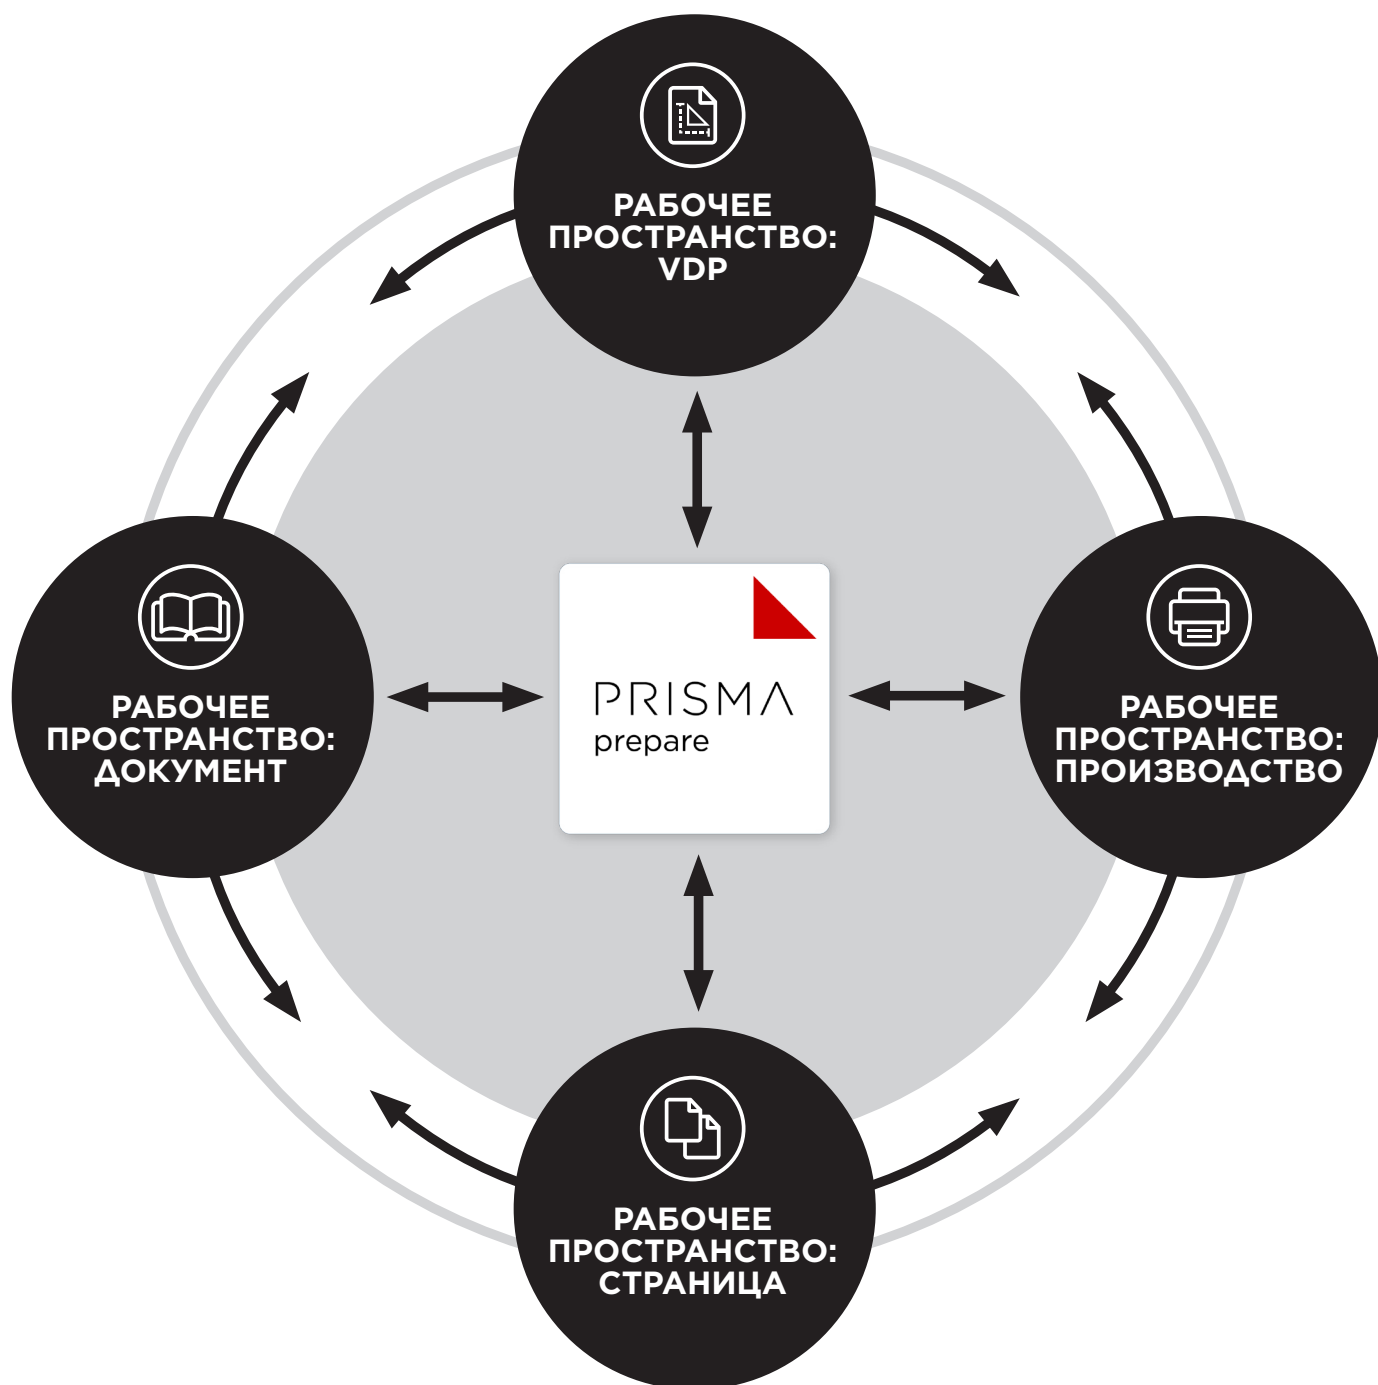 РАБОЧЕЕ
ПРОСТРАНСТВО:
VDP
РАБОЧЕЕ
ПРОСТРАНСТВО:
ДОКУМЕНТ
PRISMA
prepare
РАБОЧЕЕ
ПРОСТРАНСТВО:
ПРОИЗВОДСТВО
РАБОЧЕЕ
ПРОСТРАНСТВО:
СТРАНИЦА